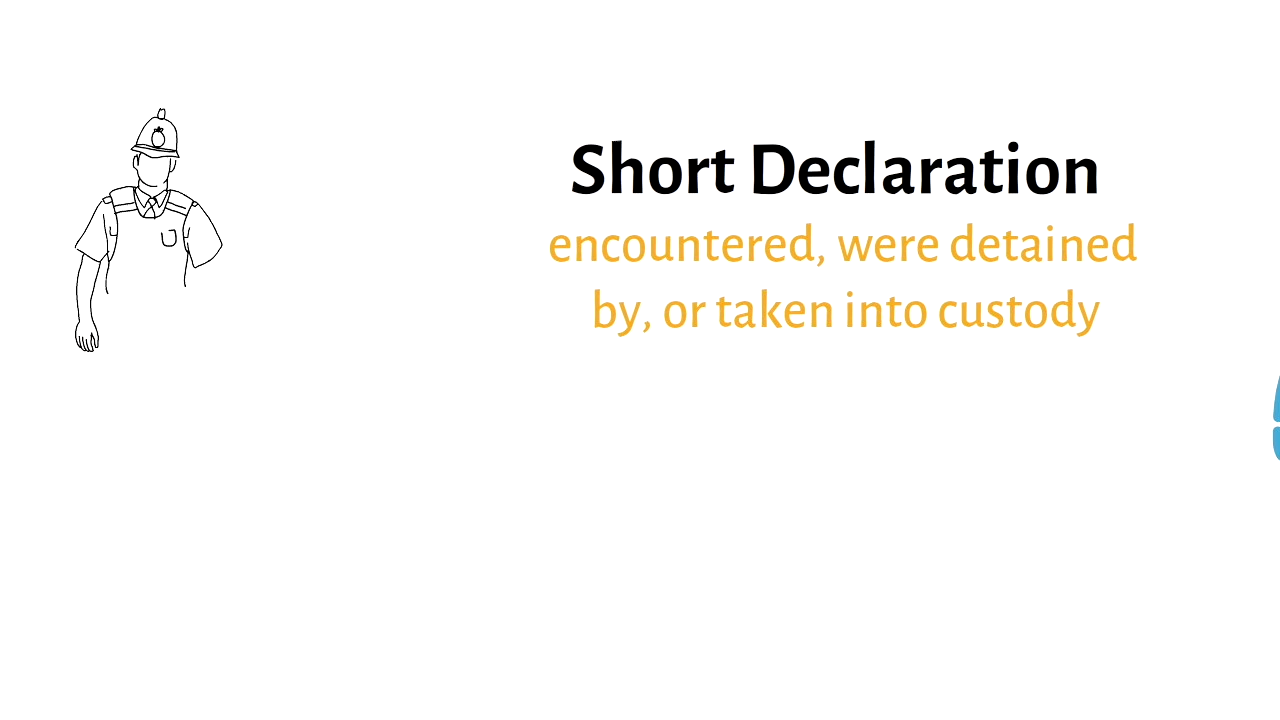 Short Declaration
encountered, were detained
by, or taken into custody